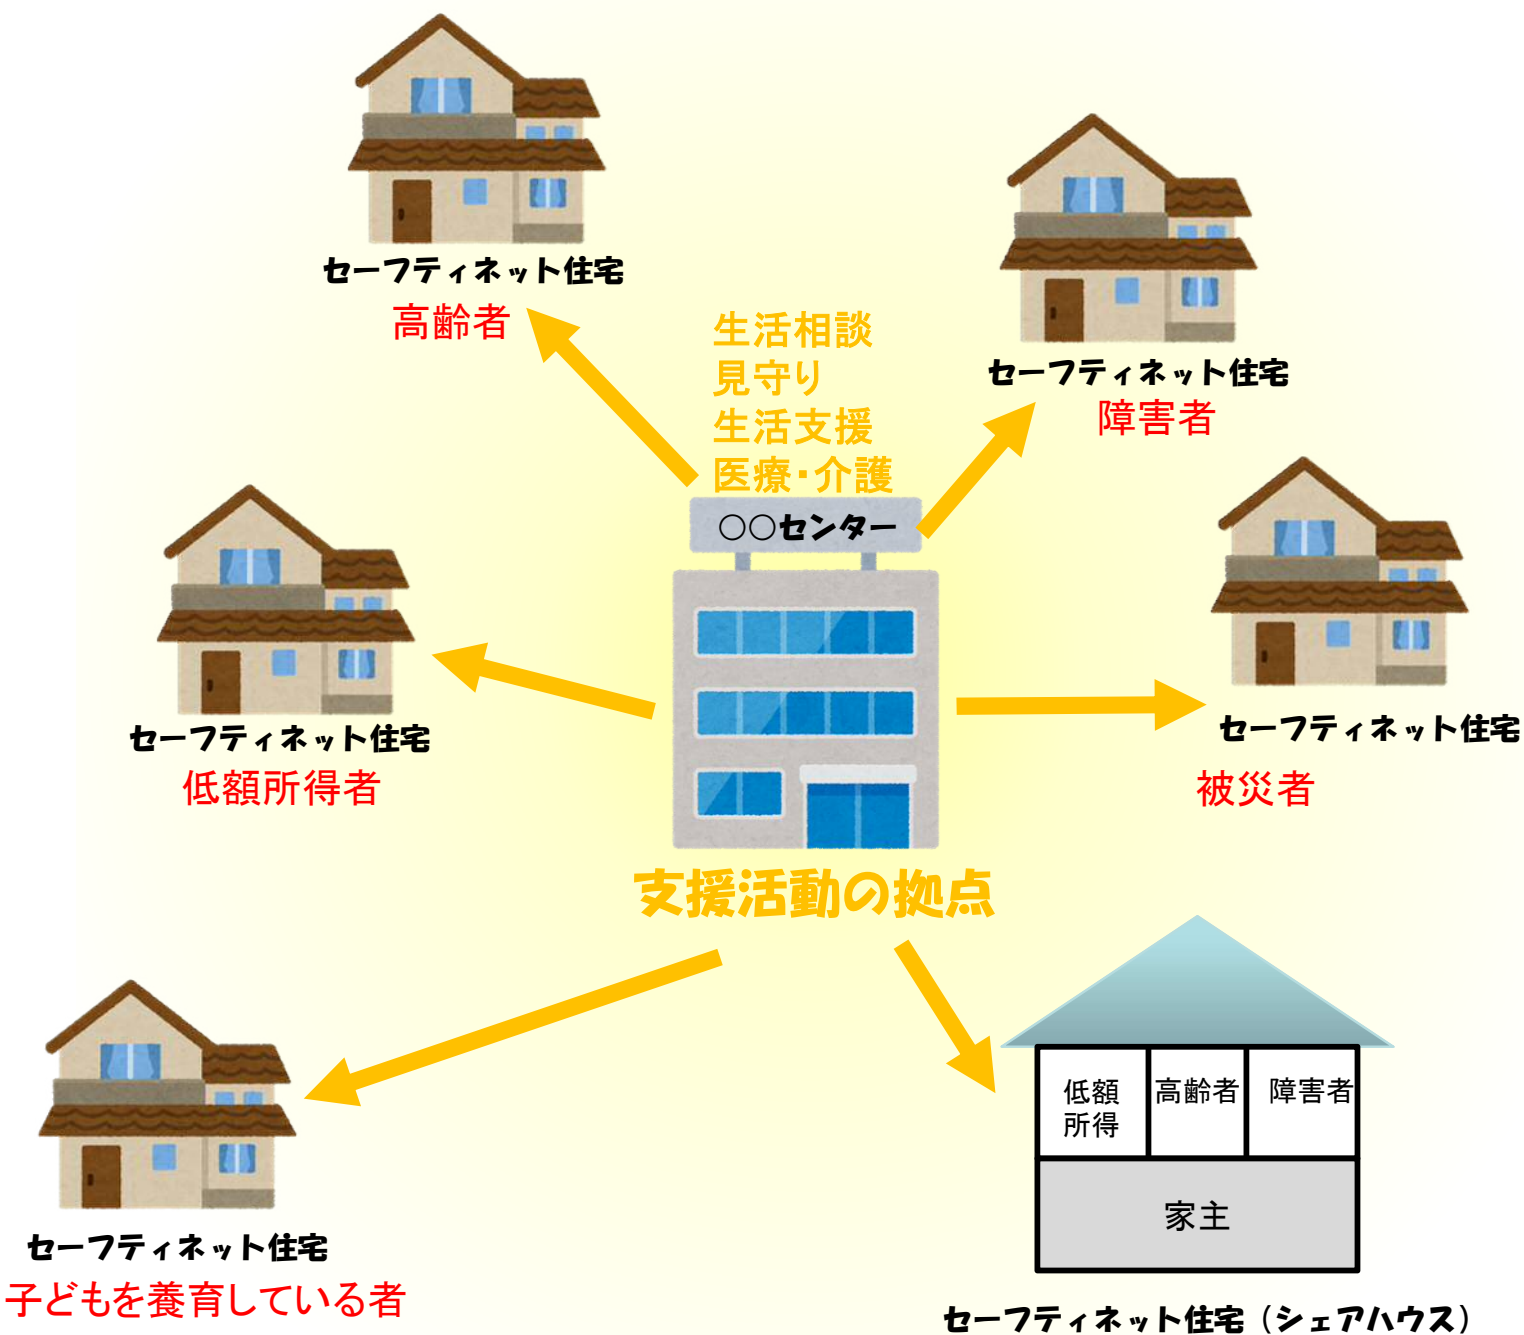 セーフティネット住宅
高齢者
生活相談
見守り
生活支援
医療・介護
セーフティネット住宅
障害者
○○センター
セーフティネット住宅
低額所得者
セーフティネット住宅
被災者
支援活動の拠点
セーフティネット住宅
子どもを養育している者
低額
所得
高齢者
障害者
家主
セーフティネット住宅（シェアハウス）